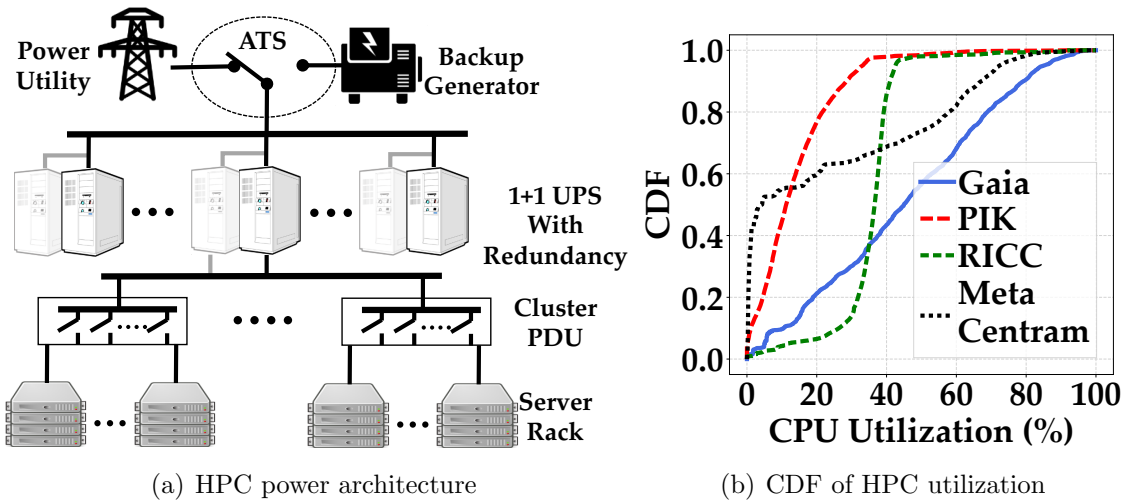 Power
Utility
ATS
Backup
Generator
1+1 UPS
With
Redundancy
Cluster
PDU
Server
Rack
(a) HPC power architecture
CDF
1.0
0.8
0.6
0.4
0.2
0.0
0
20
40
60
80
100
CPU Utilization (%)
Gaia
PIK
RICC
Meta
Centram
(b) CDF of HPC utilization